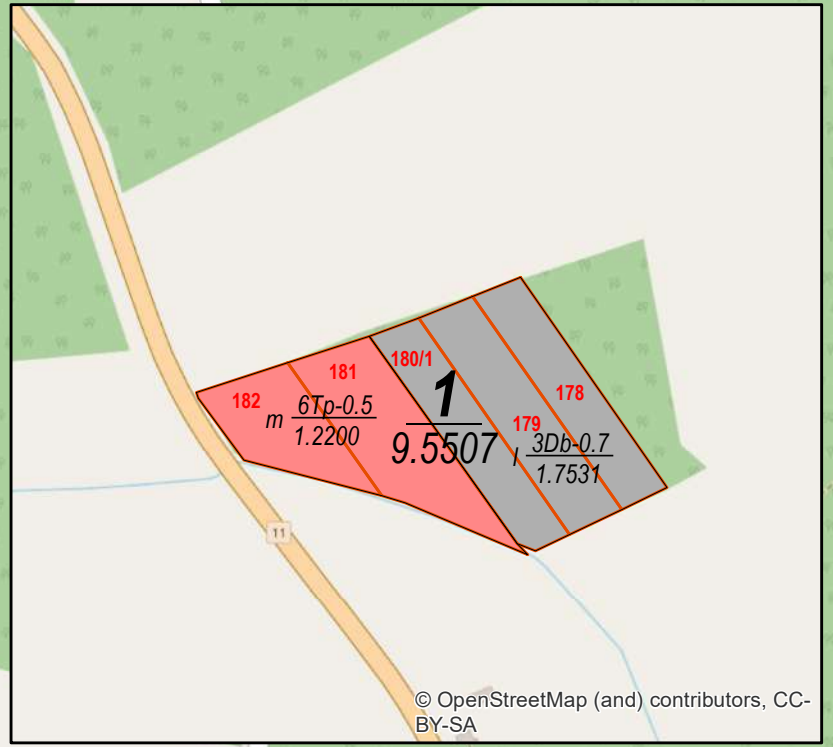 180/1
181
178
182
m 6Tp-0.5
1.2200
1
9.5507
179
l 3Db-0.7
1.7531
11
© OpenStreetMap (and) contributors, CC-
BY-SA